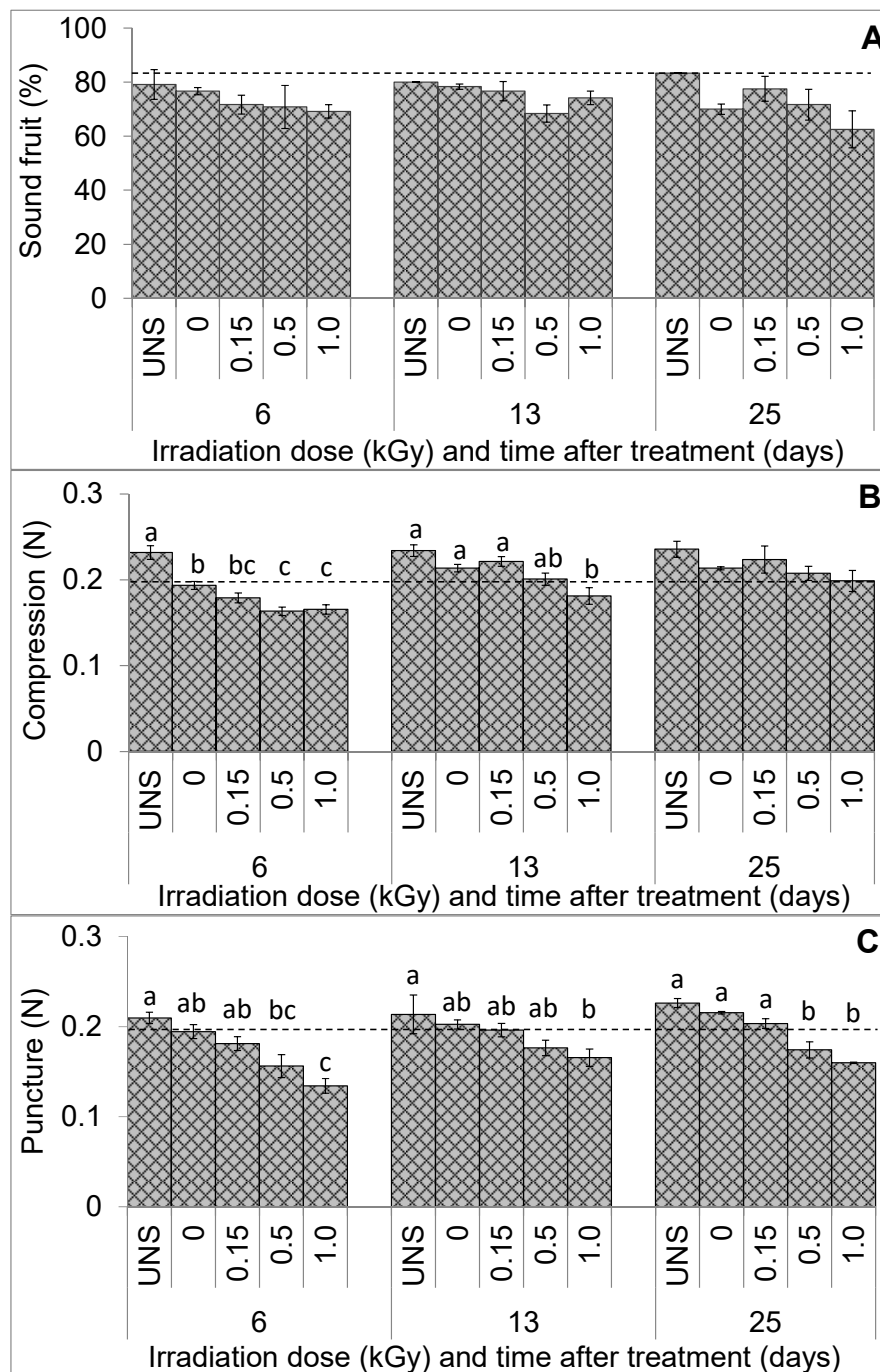 A
Sound fruit (%)
100
80
60
40
20
0
UNS 0 0.15 0.5 1.0 UNS 0 0.15 0.5 1.0 UNS 0 0.15 0.5 1.0
6 13 25
Irradiation dose (kGy) and time after treatment (days)
B
Compression (N)
0.3
0.2
0.1
0
a b bc c c a a a ab b
UNS 0 0.15 0.5 1.0 UNS 0 0.15 0.5 1.0 UNS 0 0.15 0.5 1.0
6 13 25
Irradiation dose (kGy) and time after treatment (days)
C
Puncture (N)
0.3
0.2
0.1
0
a ab ab bc c a ab ab ab b a a a b b
UNS 0 0.15 0.5 1.0 UNS 0 0.15 0.5 1.0 UNS 0 0.15 0.5 1.0
6 13 25
Irradiation dose (kGy) and time after treatment (days)